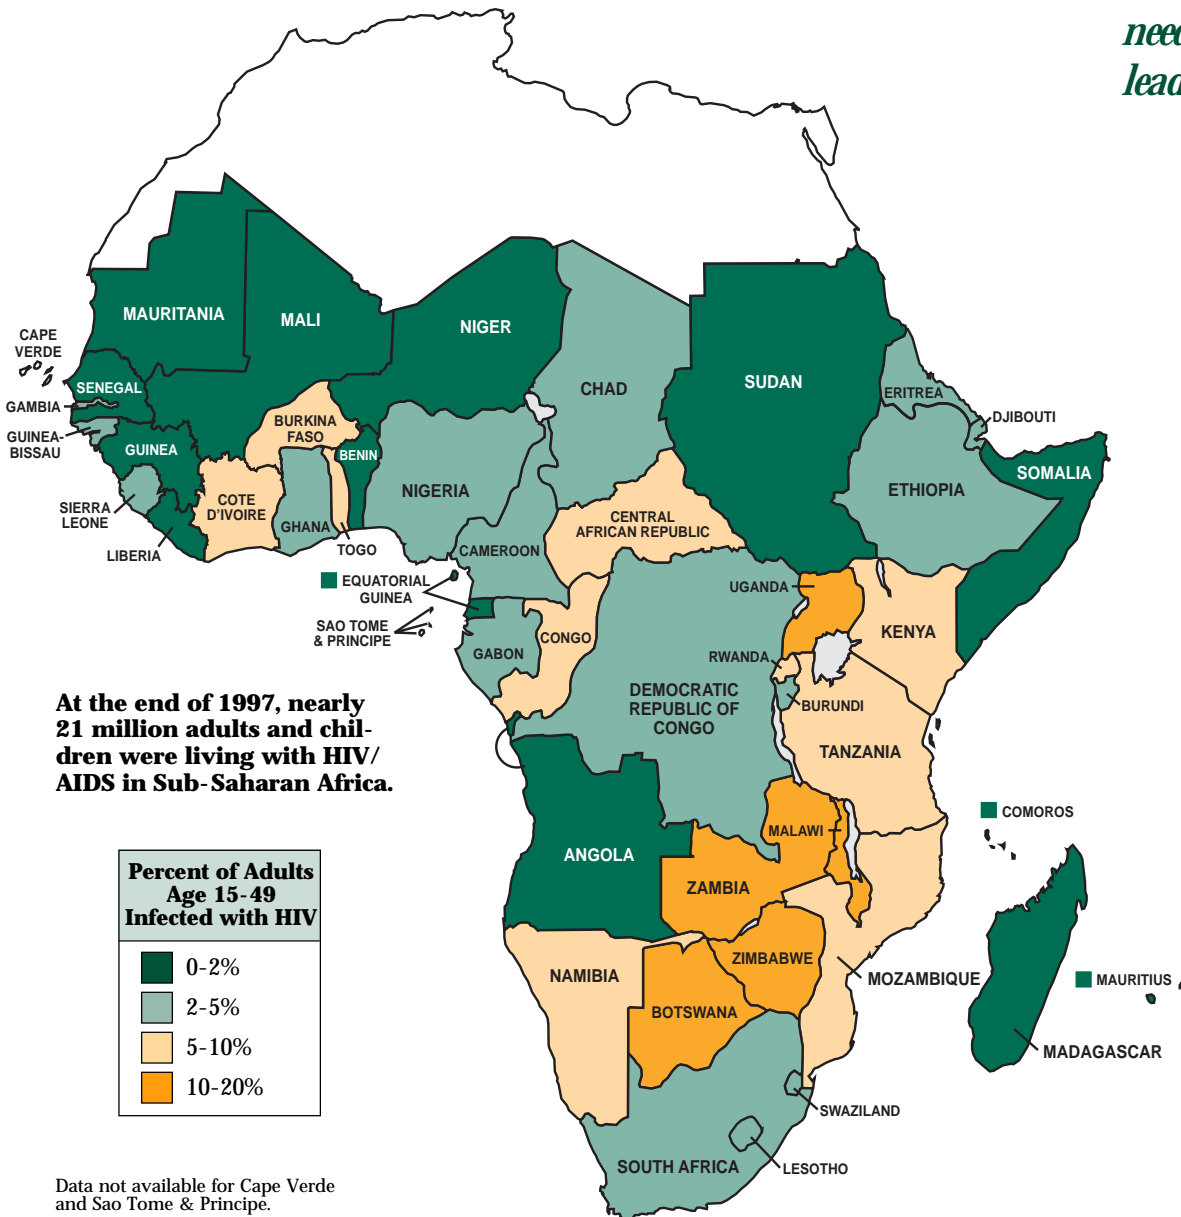 need
lead
MAURITANIA
MALI
NIGER
CHAD
SUDAN
ERITREA
DJIBOUTI
CAPE
VERDE
SENEGAL
GAMBIA
GUINEA-
BISSAU
GUINEA
SIERRA
LEONE
LIBERIA
COTE
D'IVOIRE
BURKINA
FASO
GHANA
TOGO
BENIN
NIGERIA
CAMEROON
CENTRAL
AFRICAN REPUBLIC
ETHIOPIA
SOMALIA
EQUATORIAL
GUINEA
SAO TOME
& PRINCIPE
GABON
CONGO
UGANDA
KENYA
RWANDA
BURUNDI
DEMOCRATIC
REPUBLIC OF
CONGO
TANZANIA
At the end of 1997, nearly
21 million adults and chil-
dren were living with HIV/
AIDS in Sub-Saharan Africa.
COMOROS
ANGOLA
MALAWI
ZAMBIA
ZIMBABWE
NAMIBIA
BOTSWANA
MOZAMBIQUE
MAURITIUS
MADAGASCAR
SWAZILAND
SOUTH AFRICA
LESOTHO
Percent of Adults
Age 15-49
Infected with HIV
0-2%
2-5%
5-10%
10-20%
Data not available for Cape Verde
and Sao Tome & Principe.